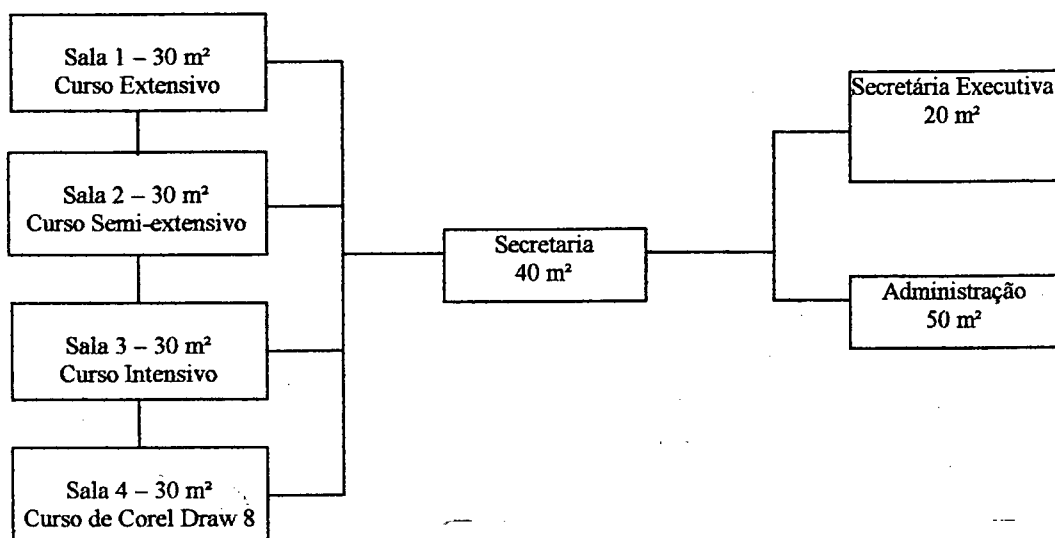 Sala 1 – 30 m²
Curso Extensivo
Sala 2 – 30 m²
Curso Semi-extensivo
Sala 3 – 30 m²
Curso Intensivo
Sala 4 – 30 m²
Curso de Corel Draw 8
Secretaria
40 m²
Secretária Executiva
20 m²
Administração
50 m²